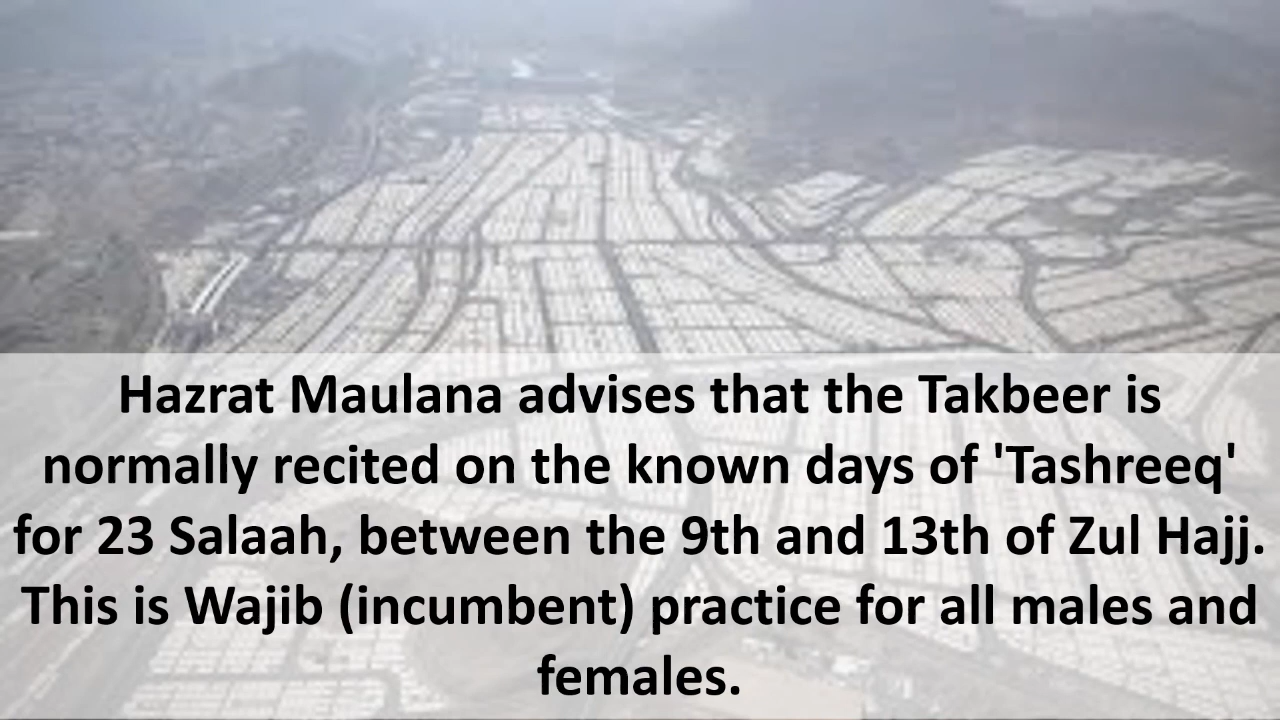 Hazrat Maulana advises that the Takbeer is
normally recited on the known days of 'Tashreeq'
for 23 Salaah, between the 9th and 13th of Zul Hajj.
This is Wajib (incumbent) practice for all males and
females.